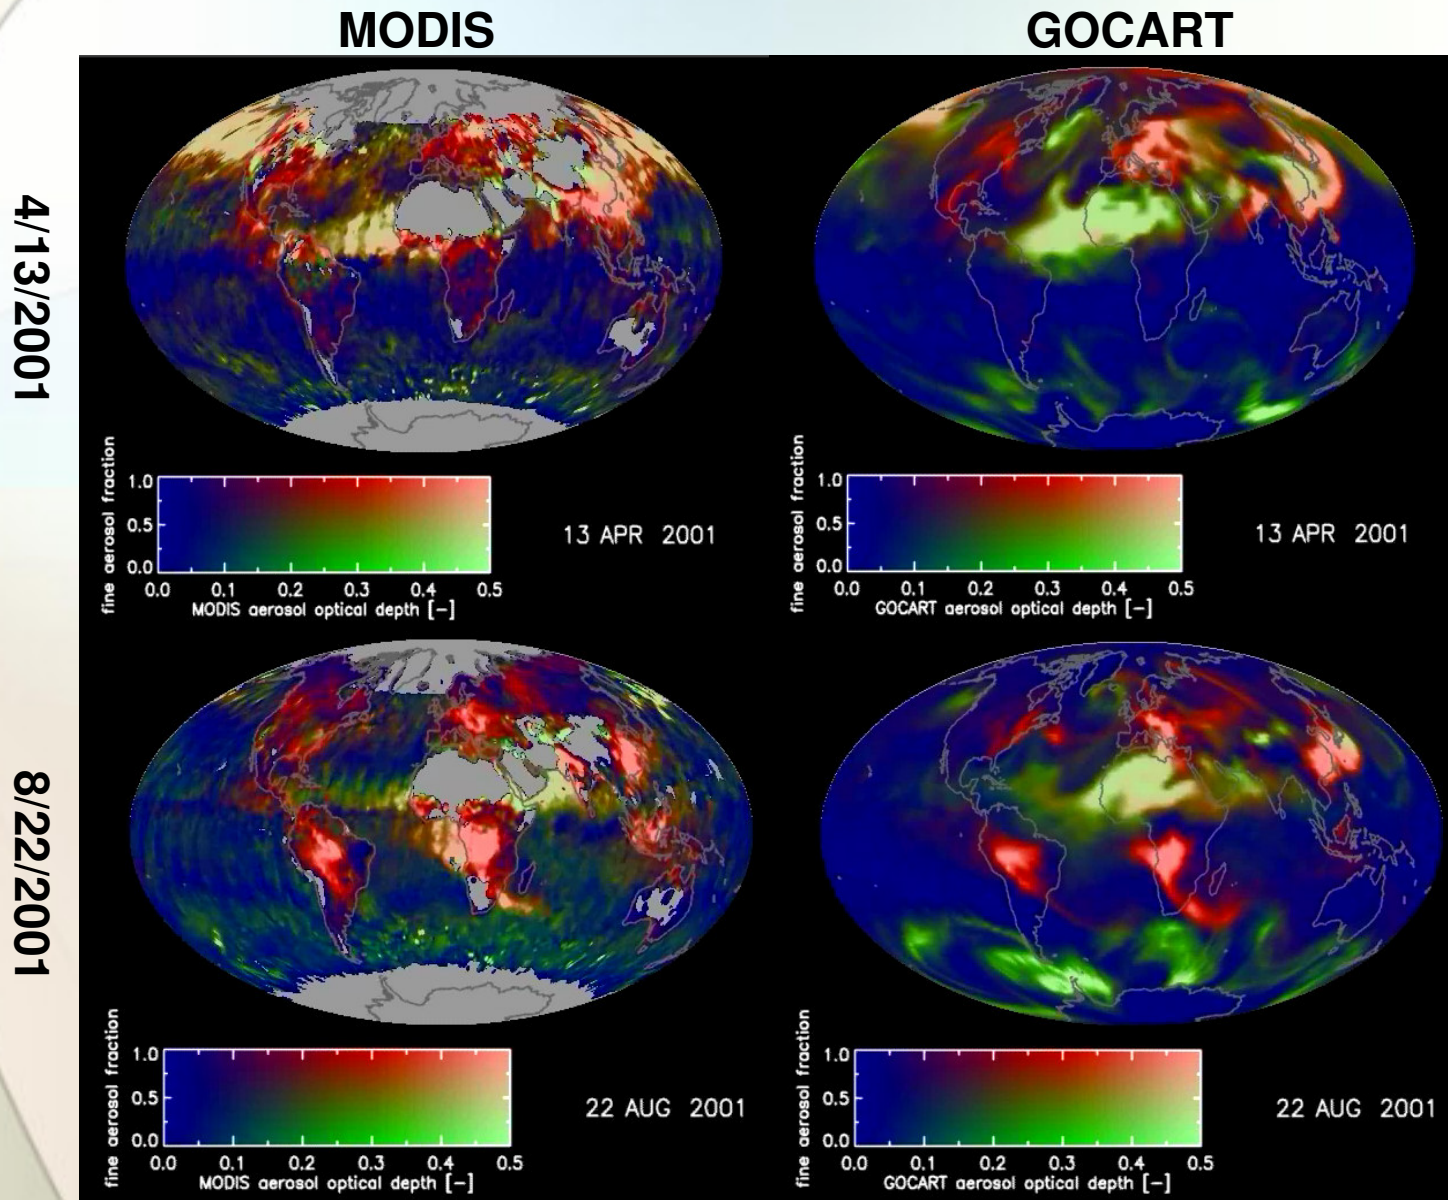 MODIS
GOCART
4/13/2001
fine aerosol fraction
1.0
0.5
0.0
0.0 0.1 0.2 0.3 0.4 0.5
MODIS aerosol optical depth [-]
13 APR 2001
fine aerosol fraction
1.0
0.5
0.0
0.0 0.1 0.2 0.3 0.4 0.5
GOCART aerosol optical depth [-]
13 APR 2001
8/22/2001
fine aerosol fraction
1.0
0.5
0.0
0.0 0.1 0.2 0.3 0.4 0.5
MODIS aerosol optical depth [-]
22 AUG 2001
fine aerosol fraction
1.0
0.5
0.0
0.0 0.1 0.2 0.3 0.4 0.5
GOCART aerosol optical depth [-]
22 AUG 2001